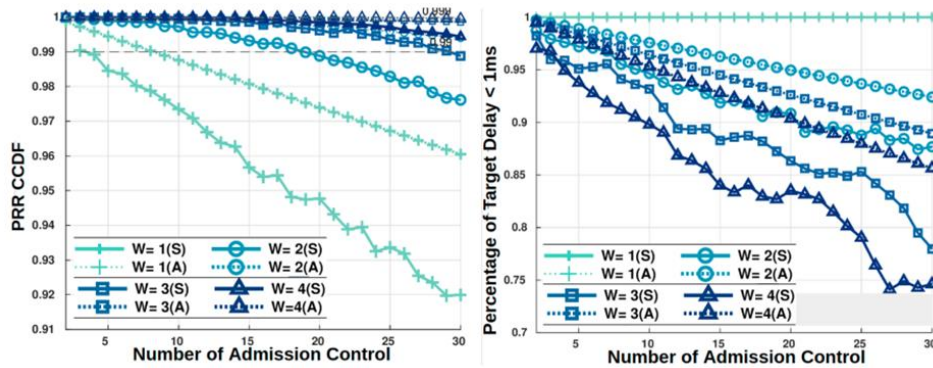 PRR CCDF
1
0.99
0.98
0.97
0.96
0.95
0.94
0.93
0.92
0.91
0.999
0.99
W= 1(S)
W= 2(S)
W= 1(A)
W= 2(A)
W= 3(S)
W= 4(S)
W= 3(A)
W=4(A)
5
10
15
20
25
30
Number of Admission Control
Percentage of Target Delay < 1ms
1
0.95
0.9
0.85
0.8
0.75
0.7
W= 1(S)
W= 2(S)
W= 1(A)
W= 2(A)
W= 3(S)
W= 4(S)
W= 3(A)
W=4(A)
5
10
15
20
25
30
Number of Admission Control